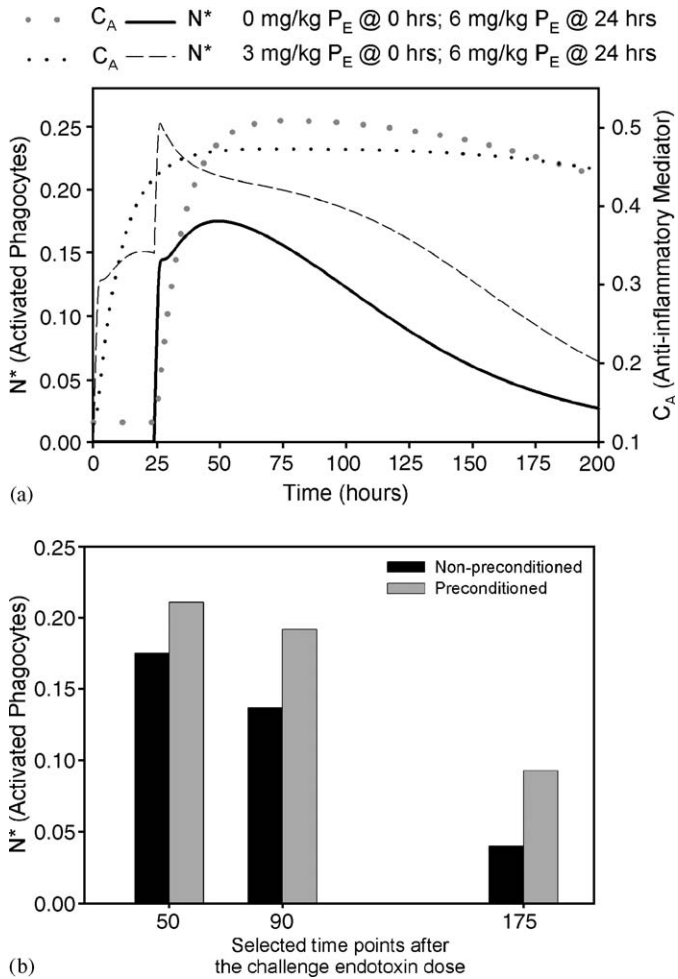 C_A N* 0 mg/kg P_E @ 0 hrs; 6 mg/kg P_E @ 24 hrs
C_A N* 3 mg/kg P_E @ 0 hrs; 6 mg/kg P_E @ 24 hrs
N* (Activated Phagocytes)
0.25
0.20
0.15
0.10
0.05
0.00
0.5
0.4
0.3
0.2
0.1
C_A (Anti-inflammatory Mediator)
0 25 50 75 100 125 150 175 200
Time (hours)
(a)
N* (Activated Phagocytes)
0.25
0.20
0.15
0.10
0.05
0.00
Non-preconditioned
Preconditioned
50 90 175
Selected time points after
the challenge endotoxin dose
(b)